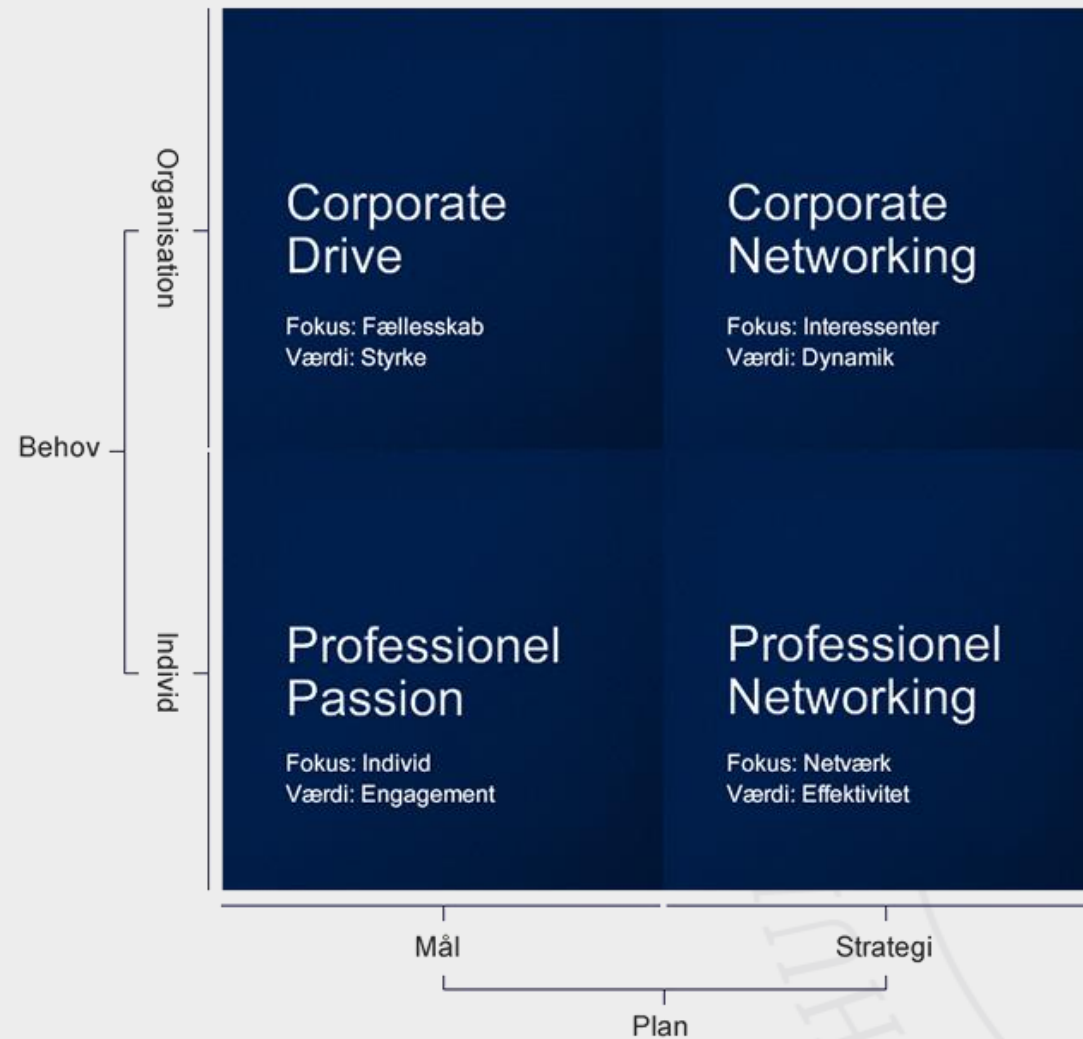 Organisation
Corporate
Drive
Fokus: Fællesskab
Værdi: Styrke
Corporate
Networking
Fokus: Interessenter
Værdi: Dynamik
Behov
Individ
Professionel
Passion
Fokus: Individ
Værdi: Engagement
Professionel
Networking
Fokus: Netværk
Værdi: Effektivitet
Mål
Strategi
Plan